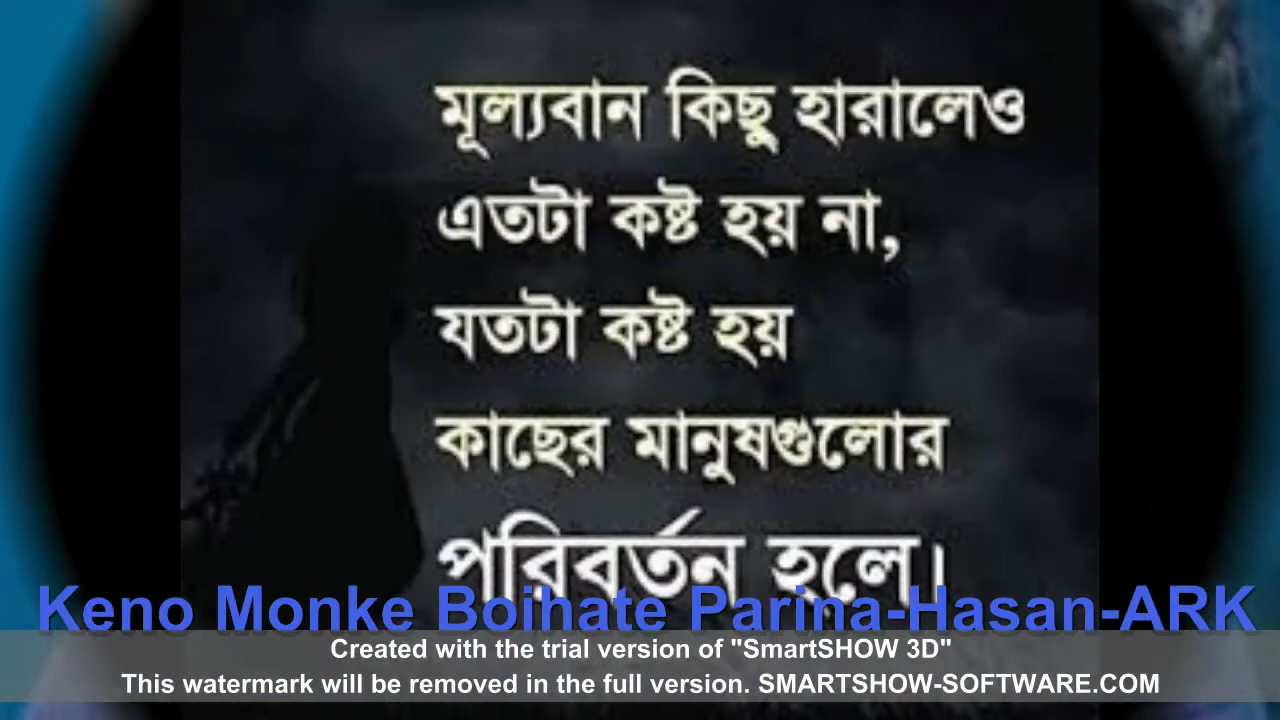 মূল্যবান কিছু হারালেও
এতটা কষ্ট হয় না,
যতটা কষ্ট হয়
কাছের মানুষগুলোর
পরিবর্তন হলে।
Keno Monke Boihate Parina-Hasan-ARK
Created with the trial version of "SmartSHOW 3D"
This watermark will be removed in the full version. SMARTSHOW-SOFTWARE.COM